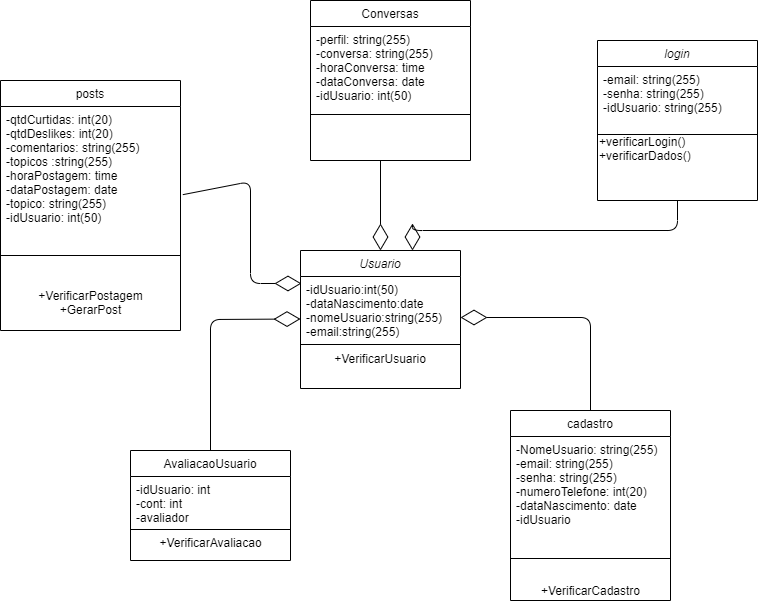 Conversas
-perfil: string(255)
-conversa: string(255)
-horaConversa: time
-dataConversa: date
-idUsuario: int(50)
login
-email: string(255)
-senha: string(255)
-idUsuario: string(255)
+verificarLogin()
+verificarDados()
posts
-qtdCurtidas: int(20)
-qtdDeslikes: int(20)
-comentarios: string(255)
-topicos :string(255)
-horaPostagem: time
-dataPostagem: date
-topico: string(255)
-idUsuario: int(50)
+VerificarPostagem
+GerarPost
Usuario
-idUsuario:int(50)
-dataNascimento:date
-nomeUsuario:string(255)
-email:string(255)
+VerificarUsuario
AvaliacaoUsuario
-idUsuario: int
-cont: int
-avaliador
+VerificarAvaliacao
cadastro
-NomeUsuario: string(255)
-email: string(255)
-senha: string(255)
-numeroTelefone: int(20)
-dataNascimento: date
-idUsuario
+VerificarCadastro